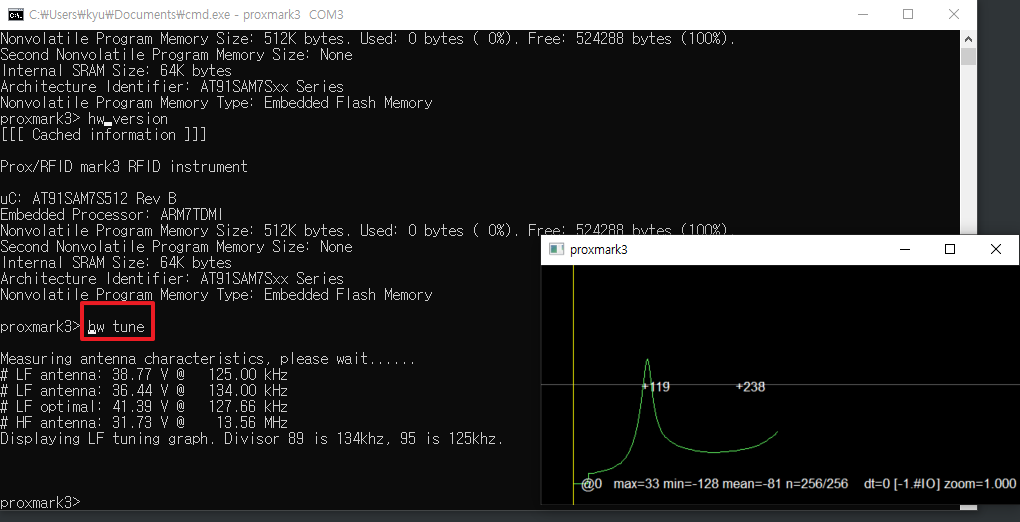 C:₩Users₩kyu₩Documents₩cmd.exe - proxmark3  COM3
Nonvolatile Program Memory Size: 512K bytes. Used: 0 bytes ( 0%). Free: 524288 bytes (100%).
Second Nonvolatile Program Memory Size: None
Internal SRAM Size: 64K bytes
Architecture Identifier: AT91SAM7Sxx Series
Nonvolatile Program Memory Type: Embedded Flash Memory
proxmark3> hw version
[[[ Cached information ]]]
Prox/RFID mark3 RFID instrument
uC: AT91SAM7S512 Rev B
Embedded Processor: ARM7TDMI
Nonvolatile Program Memory Size: 512K bytes. Used: 0 bytes ( 0%). Free: 524288 bytes (100%).
Second Nonvolatile Program Memory Size: None
Internal SRAM Size: 64K bytes
Architecture Identifier: AT91SAM7Sxx Series
Nonvolatile Program Memory Type: Embedded Flash Memory
proxmark3> hw tune
Measuring antenna characteristics, please wait......
# LF antenna: 38.77 V @   125.00 kHz
# LF antenna: 36.44 V @   134.00 kHz
# LF optimal: 41.39 V @   127.66 kHz
# HF antenna: 31.73 V @    13.56 MHz
Displaying LF tuning graph. Divisor 89 is 134khz, 95 is 125khz.
proxmark3>
proxmark3
+119 +238
@0 max=33 min=-128 mean=-81 n=256/256 dt=0 [-1.#IO] zoom=1.000